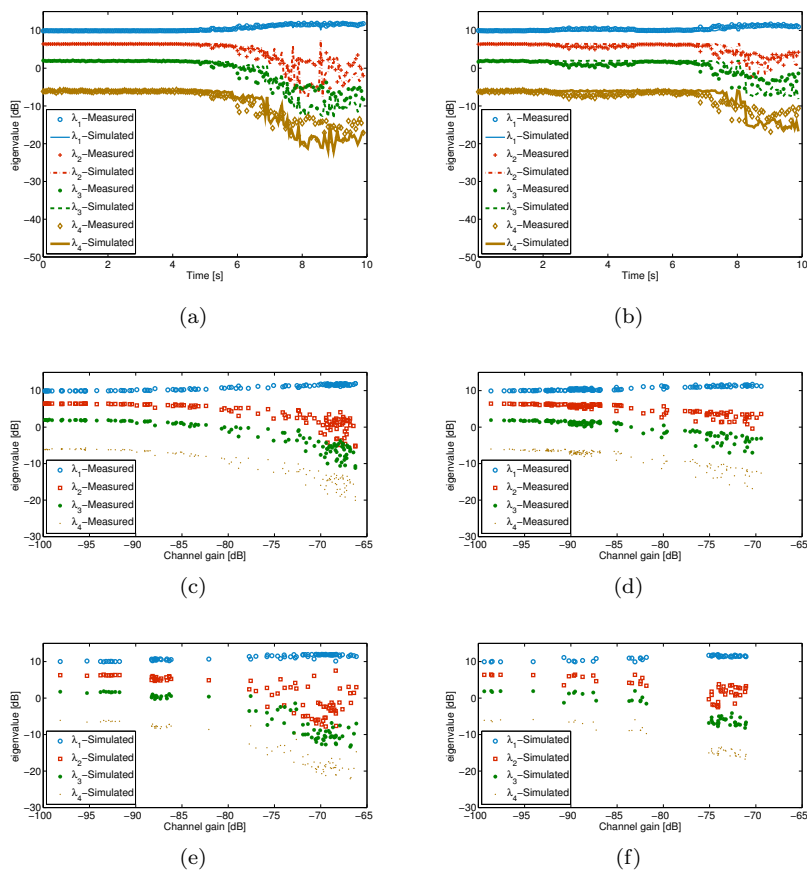 10
0
−10
−20
−30
−40
−50
eigenvalue [dB]
λ1−Measured
λ1−Simulated
λ2−Measured
λ2−Simulated
λ3−Measured
λ3−Simulated
λ4−Measured
λ4−Simulated
0 2 4 6 8 10
Time [s]
(a)
10
0
−10
−20
−30
−40
−50
eigenvalue [dB]
λ1−Measured
λ1−Simulated
λ2−Measured
λ2−Simulated
λ3−Measured
λ3−Simulated
λ4−Measured
λ4−Simulated
0 2 4 6 8 10
Time [s]
(b)
10
0
−10
−20
−30
eigenvalue [dB]
λ1−Measured
λ2−Measured
λ3−Measured
λ4−Measured
−100 −95 −90 −85 −80 −75 −70 −65
Channel gain [dB]
(c)
10
0
−10
−20
−30
eigenvalue [dB]
λ1−Measured
λ2−Measured
λ3−Measured
λ4−Measured
−100 −95 −90 −85 −80 −75 −70 −65
Channel gain [dB]
(d)
10
0
−10
−20
−30
eigenvalue [dB]
λ1−Simulated
λ2−Simulated
λ3−Simulated
λ4−Simulated
−100 −95 −90 −85 −80 −75 −70 −65
Channel gain [dB]
(e)
10
0
−10
−20
−30
eigenvalue [dB]
λ1−Simulated
λ2−Simulated
λ3−Simulated
λ4−Simulated
−100 −95 −90 −85 −80 −75 −70 −65
Channel gain [dB]
(f)